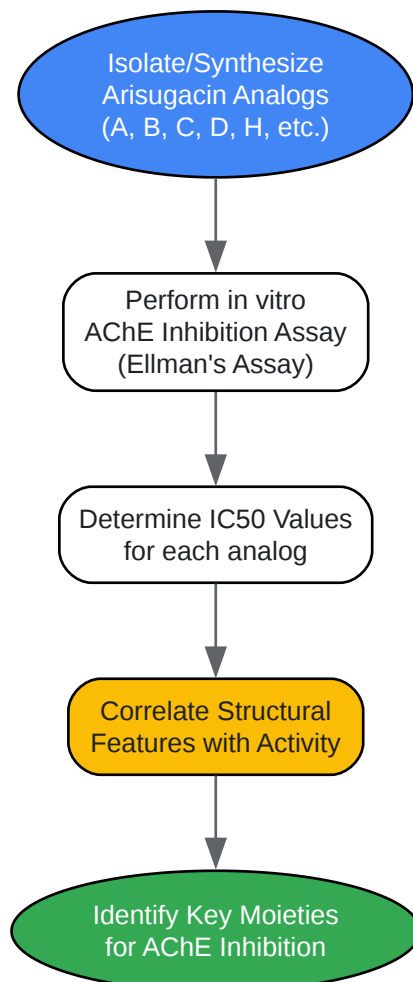 Isolate/Synthesize
Arisugacin Analogs
(A, B, C, D, H, etc.)
Perform in vitro
AChE Inhibition Assay
(Ellman's Assay)
Determine IC50 Values
for each analog
Correlate Structural
Features with Activity
Identify Key Moieties
for AChE Inhibition